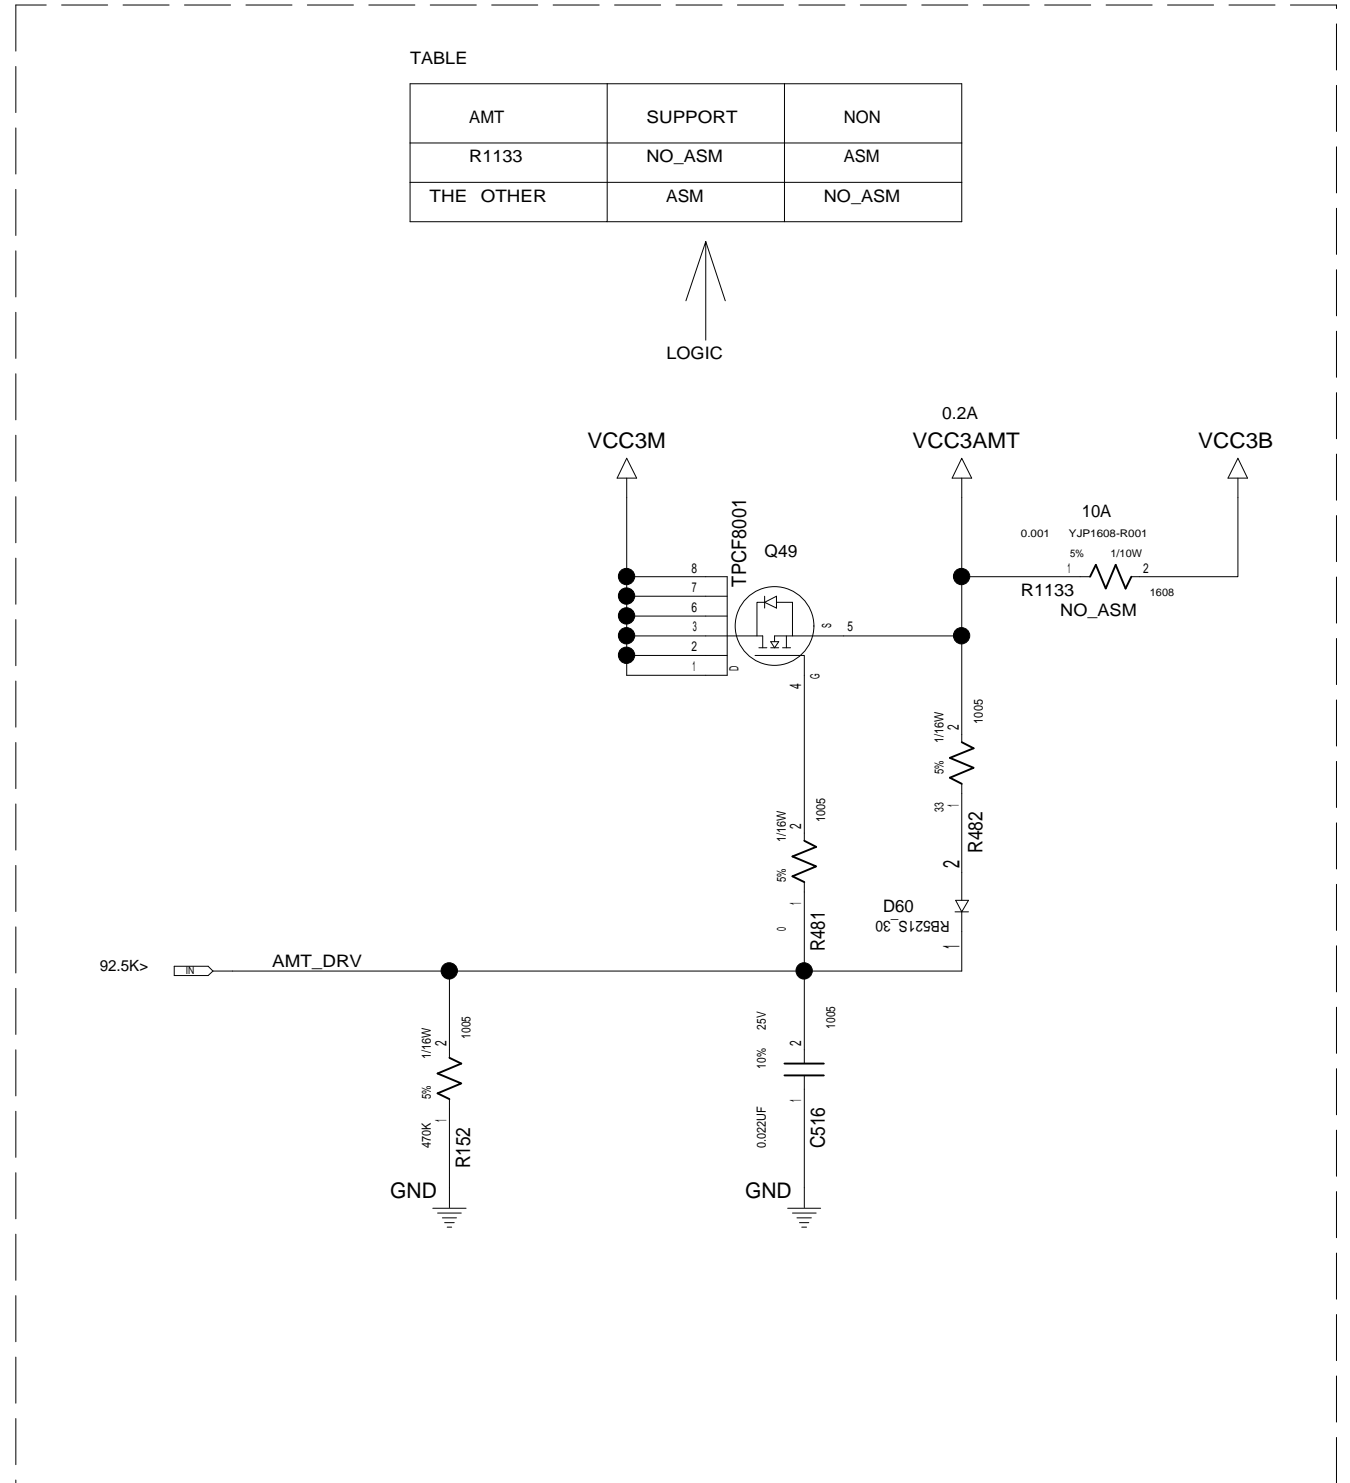 TABLE
AMT SUPPORT NON
R1133 NO_ASM ASM
THE OTHER ASM NO_ASM
LOGIC
0.2A
VCC3M VCC3AMT VCC3B
10A
0.001 YJP1608-R001
5% 1/10W
1 2
R1133 1608
NO_ASM
TPCF8001
Q49
8
7
6
3
2
1
D
S 5
G
4
1/16W 2 1005
5%
33 1
R482
2
D60
RB521S_30
1
1/16W 2 1005
5%
1
0
R481
92.5K> IN AMT_DRV
1/16W 2 1005
5%
470K 1
R152
GND
25V 1005
10% 2
1
0.022UF
C516
GND